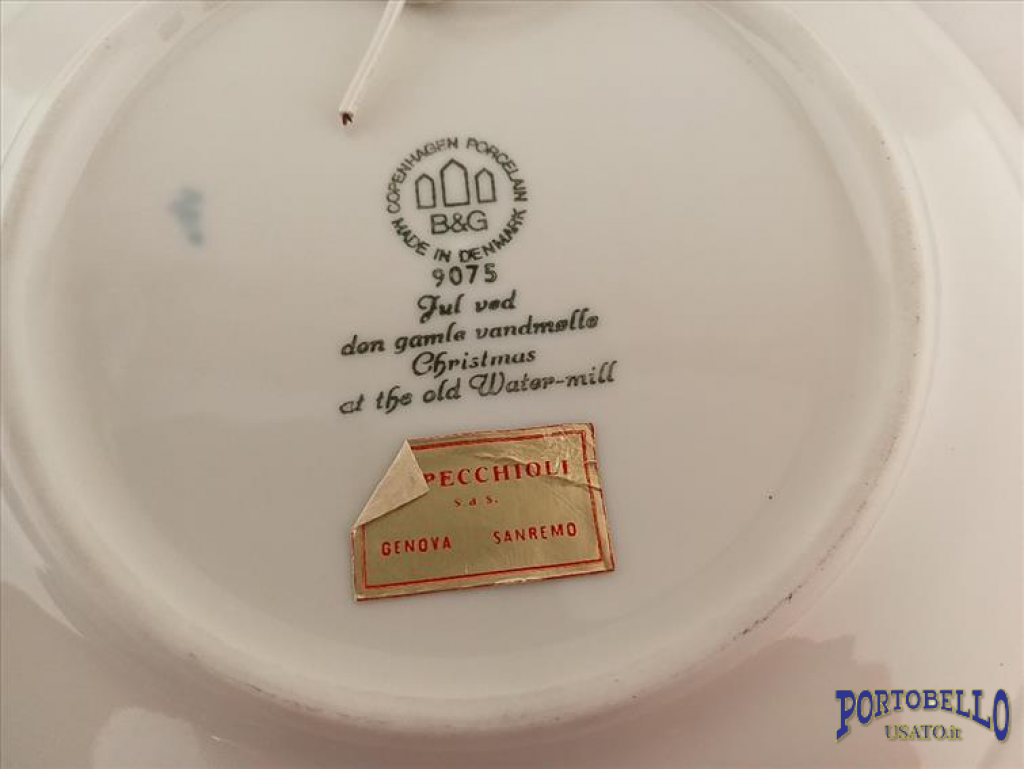 COPENHAGEN PORCELAIN
B&G
MADE IN DENMARK
9075
Jul ved
den gamle vandmølle
Christmas
at the old Water-mill
PECCHIOLI
s.a.s.
GENOVA SANREMO
PORTOBELLO
USATO.it